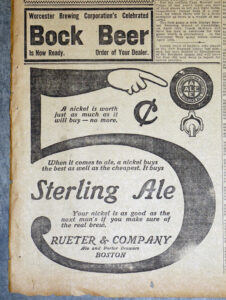 Worcester Brewing Corporation's Celebrated
Bock Beer
Is Now Ready.
Order of Your Dealer.
5
¢
A nickel is worth
just as much as it
will buy — no more.
When it comes to ale, a nickel buys
the best as well as the cheapest. It buys
Sterling Ale
Your nickel is as good as the
next man's if you make sure of
the real brew.
RUETER & COMPANY
Ale and Porter Brewers
BOSTON